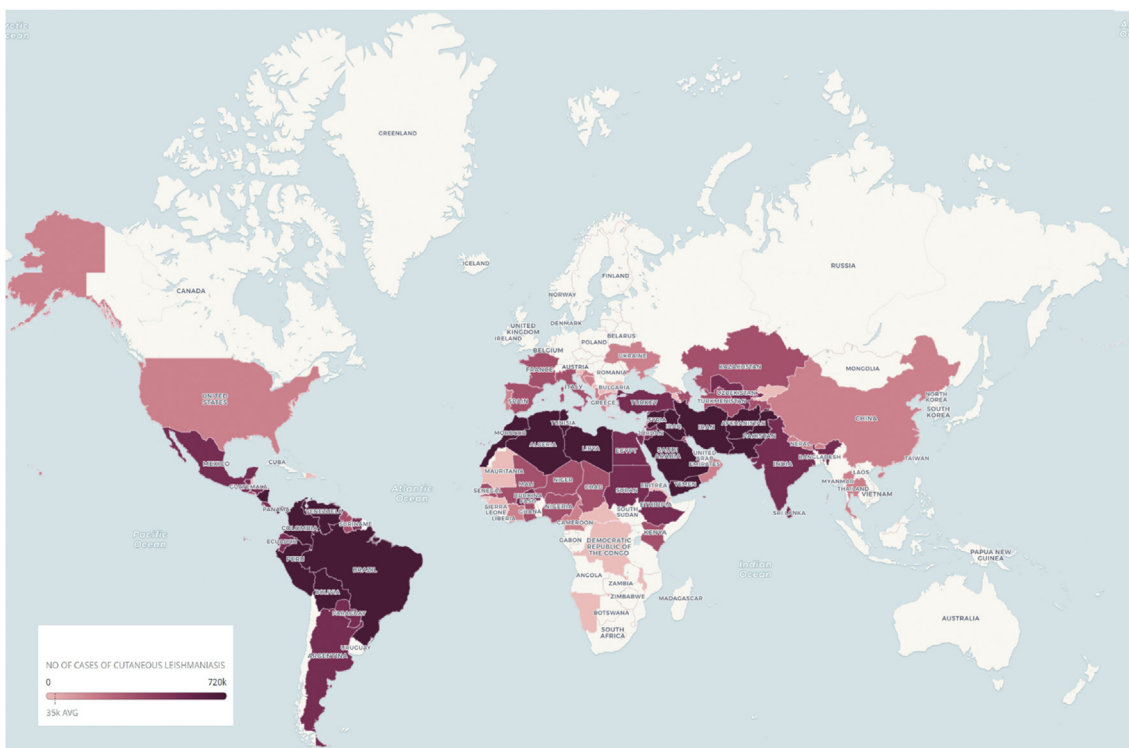 Arctic
Ocean
GREENLAND
ICELAND
FINLAND
RUSSIA
NORWAY
CANADA
UNITED
KINGDOM
DENMARK
IRELAND
BELARUS
POLAND
BELGIUM
UKRAINE
FRANCE
AUSTRIA
ROMANIA
KAZAKHSTAN
MONGOLIA
ITALY
BULGARIA
SPAIN
GREECE
TURKEY
UZBEKISTAN
TURKMENISTAN
NORTH
KOREA
SOUTH
KOREA
UNITED
STATES
CHINA
TUNISIA
SYRIA
IRAQ
IRAN
AFGHANISTAN
MOROCCO
JORDAN
PAKISTAN
ALGERIA
LIBYA
EGYPT
SAUDI
ARABIA
UNITED
ARAB
EMIRATES
NEPAL
BANGLADESH
INDIA
TAIWAN
MEXICO
CUBA
MAURITANIA
MALI
NIGER
CHAD
SUDAN
ERITREA
YEMEN
MYANMAR
LAOS
THAILAND
VIETNAM
GUATEMALA
SENEGAL
BURKINA
FASO
Atlantic
Ocean
SIERRA
LEONE
LIBERIA
GHANA
NIGERIA
CAMEROON
SOUTH
SUDAN
ETHIOPIA
SRI LANKA
PANAMA
VENEZUELA
COLOMBIA
SURINAME
ECUADOR
GABON
DEMOCRATIC
REPUBLIC OF
THE CONGO
KENYA
Pacific
Ocean
PERU
BRAZIL
Indian
Ocean
PAPUA NEW
GUINEA
ANGOLA
ZAMBIA
BOLIVIA
ZIMBABWE
MADAGASCAR
PARAGUAY
BOTSWANA
AUSTRALIA
SOUTH
AFRICA
URUGUAY
ARGENTINA
NO OF CASES OF CUTANEOUS LEISHMANIASIS
0 720k
35k AVG